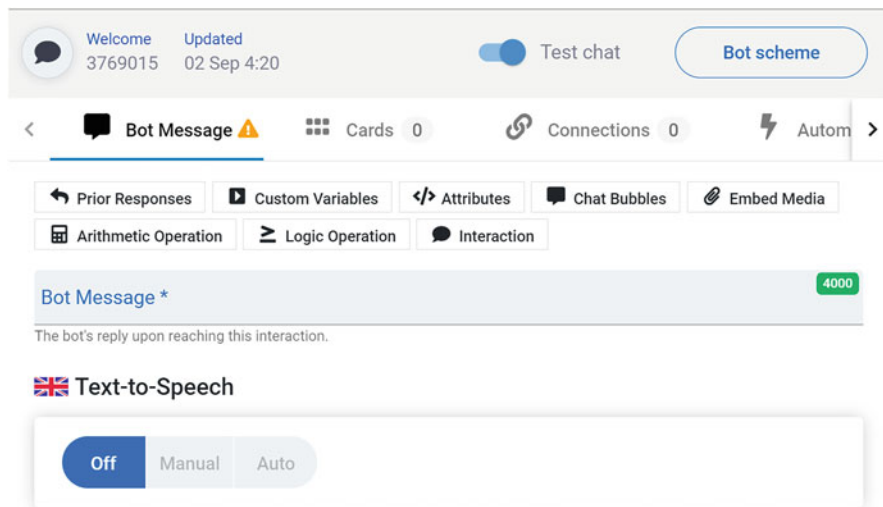 Welcome Updated
3769015 02 Sep 4:20
Test chat
Bot scheme
Bot Message
Cards 0
Connections 0
Autom
Prior Responses
Custom Variables
</> Attributes
Chat Bubbles
Embed Media
Arithmetic Operation
Logic Operation
Interaction
4000
Bot Message *
The bot's reply upon reaching this interaction.
Text-to-Speech
Off Manual Auto